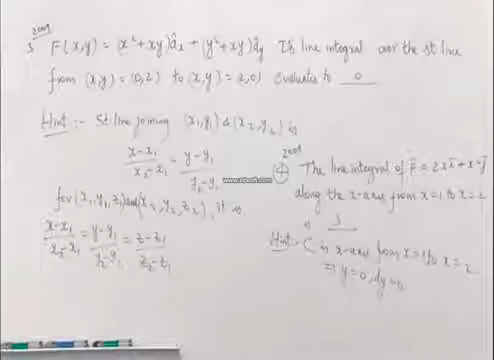 2009
F(x,y) = (x²+xy)âx + (y²+xy)ây It's line integral over the st line
from (x,y) = (0,2) to (x,y) = (2,0) evaluates to 0
Hint :- St line joining (x₁,y₁) & (x₂,y₂) is
x-x₁/x₂-x₁ = y-y₁/y₂-y₁
for (x₁,y₁,z₁) and (x₂,y₂,z₂), it is
x-x₁/x₂-x₁ = y-y₁/y₂-y₁ = z-z₁/z₂-z₁
2009
The line integral of F̄ = 2xī + x²j̄
along the x-axis from x=1 to x=2
is 3
Hint:- C is x-axis from x=1 to x=2
⇒ y=0, dy=0